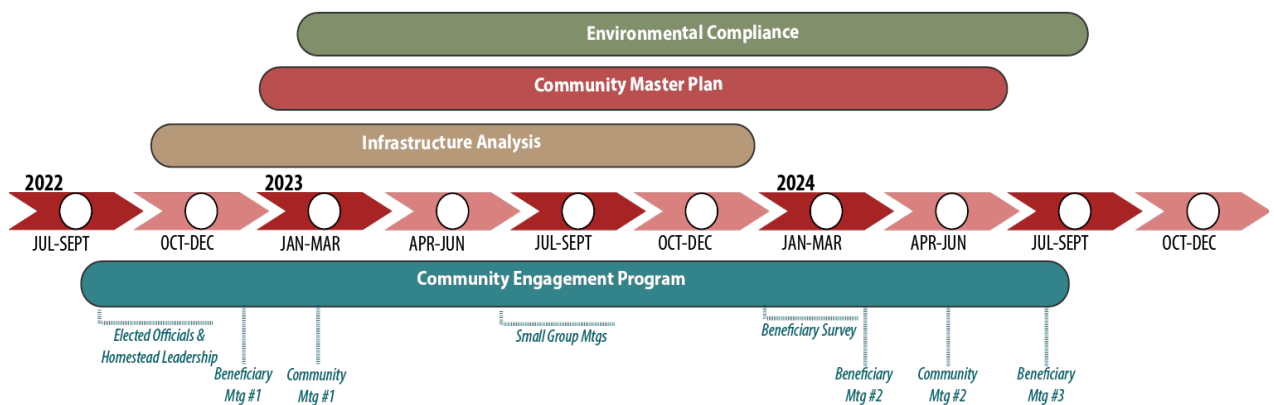 Environmental Compliance
Community Master Plan
Infrastructure Analysis
2022 2023 2024
JUL-SEPT OCT-DEC JAN-MAR APR-JUN JUL-SEPT OCT-DEC JAN-MAR APR-JUN JUL-SEPT OCT-DEC
Community Engagement Program
Elected Officials &
Homestead Leadership
Beneficiary
Mtg #1
Community
Mtg #1
Small Group Mtgs
Beneficiary Survey
Beneficiary
Mtg #2
Community
Mtg #2
Beneficiary
Mtg #3